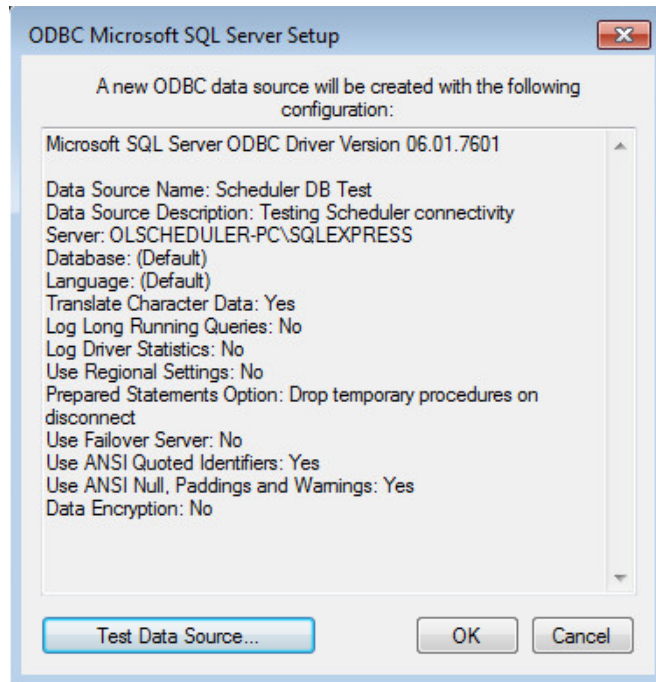 ODBC Microsoft SQL Server Setup
A new ODBC data source will be created with the following
configuration:
Microsoft SQL Server ODBC Driver Version 06.01.7601
Data Source Name: Scheduler DB Test
Data Source Description: Testing Scheduler connectivity
Server: OLSCHEDULER-PC\SQLEXPRESS
Database: (Default)
Language: (Default)
Translate Character Data: Yes
Log Long Running Queries: No
Log Driver Statistics: No
Use Regional Settings: No
Prepared Statements Option: Drop temporary procedures on
disconnect
Use Failover Server: No
Use ANSI Quoted Identifiers: Yes
Use ANSI Null, Paddings and Warnings: Yes
Data Encryption: No
Test Data Source...
OK
Cancel